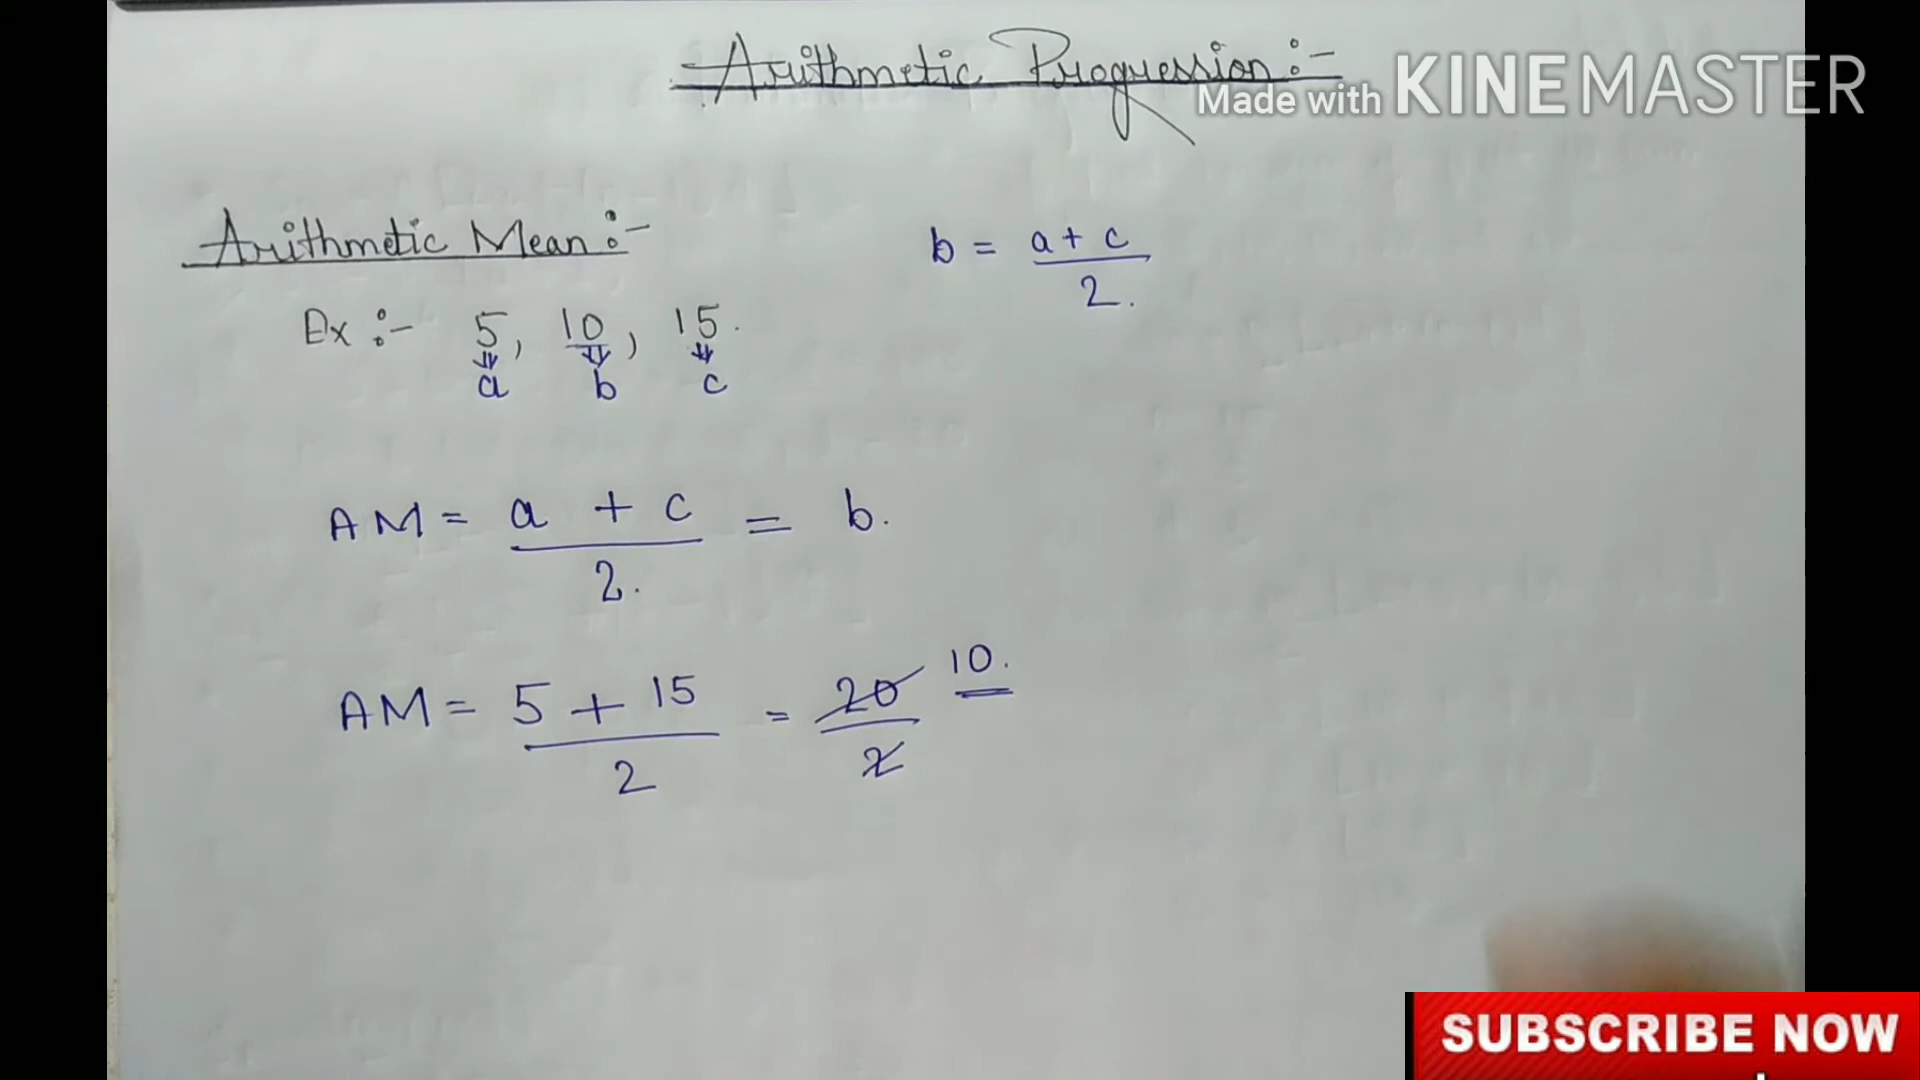 Arithmetic Progression:-
Made with KINEMASTER
Arithmetic Mean:-
b = a + c / 2.
Ex :- 5, 10, 15.
a b c
AM = a + c / 2. = b.
AM = 5 + 15 / 2 = 20 / 2 10.
SUBSCRIBE NOW